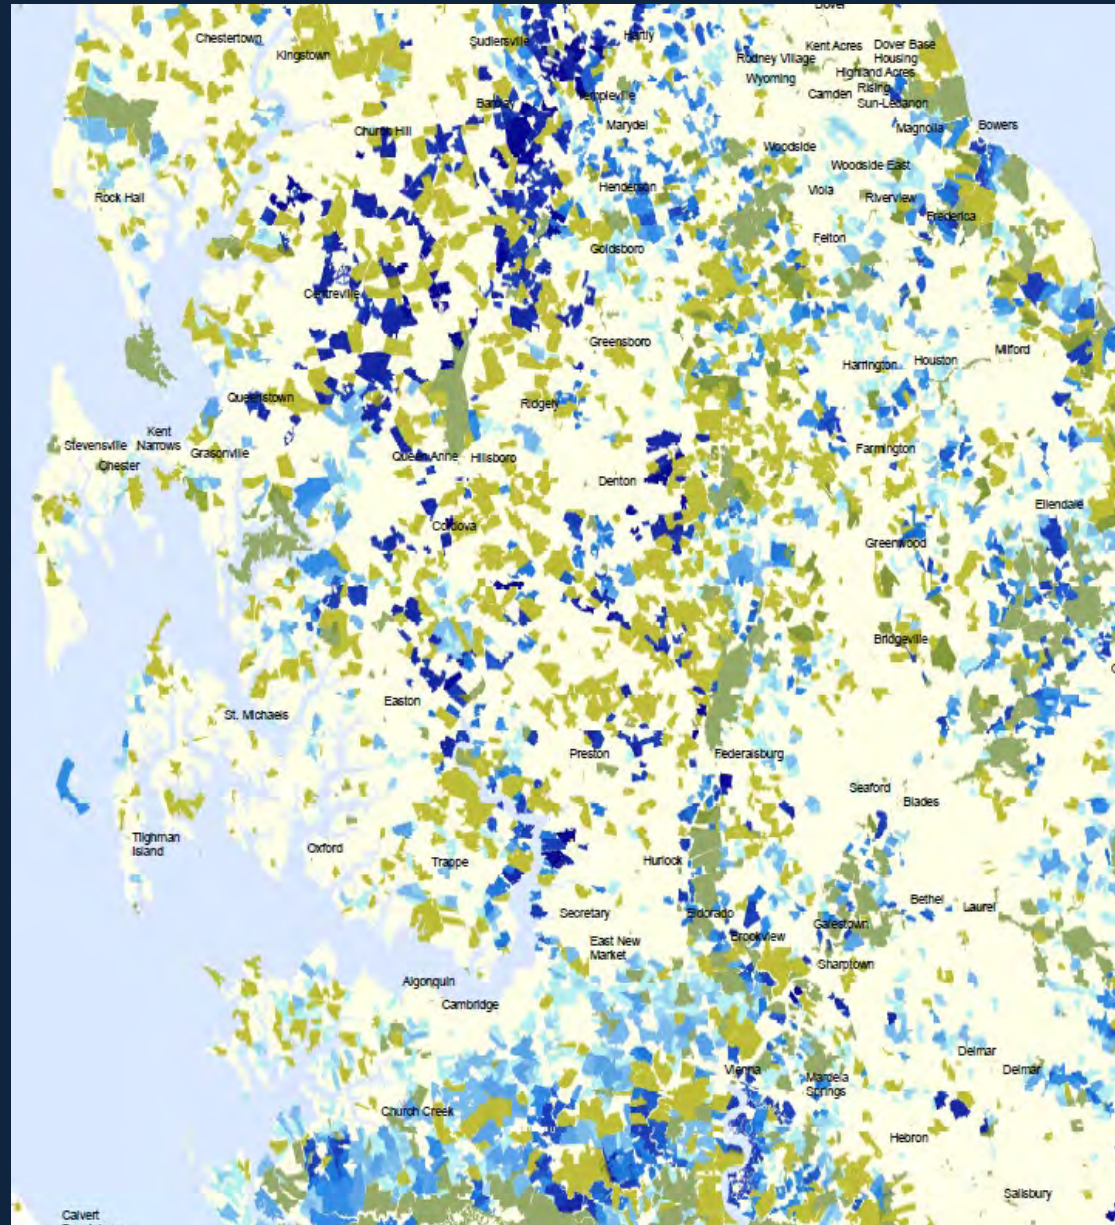 Dover
Chestertown
Kingstown
Sudlersville
Hartly
Kent Acres
Dover Base
Housing
Rodney Village
Highland Acres
Wyoming
Rising
Sun-Lebanon
Camden
Templeville
Barclay
Church Hill
Marydel
Magnolia
Bowers
Woodside
Woodside East
Rock Hall
Henderson
Viola
Riverview
Frederica
Goldsboro
Felton
Centreville
Greensboro
Harrington
Houston
Milford
Queenstown
Ridgely
Kent
Narrows
Stevensville
Grasonville
Chester
Queen Anne
Hillsboro
Farmington
Denton
Ellendale
Cordova
Greenwood
Bridgeville
Easton
St. Michaels
Preston
Federalsburg
Seaford
Blades
Tilghman
Island
Oxford
Trappe
Hurlock
Secretary
Eldorado
Bethel
Laurel
Galestown
Brookview
East New
Market
Sharptown
Algonquin
Cambridge
Delmar
Delmar
Vienna
Mardela
Springs
Church Creek
Hebron
Salisbury
Calvert